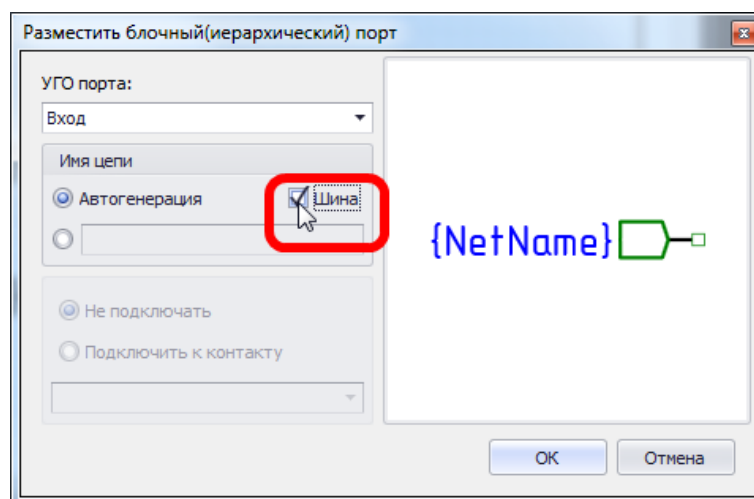 Разместить блочный(иерархический) порт
УГО порта:
Вход
Имя цепи
Автогенерация
Шина
Не подключать
Подключить к контакту
{NetName}
OK
Отмена